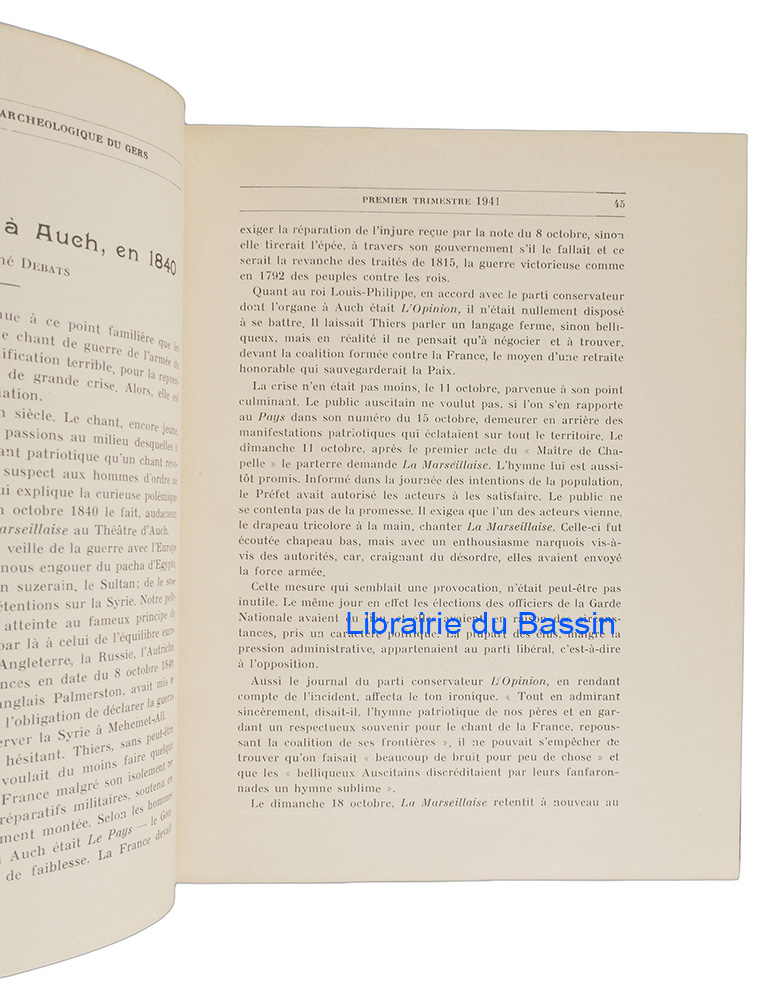 ARCHEOLOGIQUE DU GERS
à Auch, en 1840
né DEBATS
nue à ce point familière que les
e chant de guerre de l'armée du
ification terrible, pour la repren-
de grande crise. Alors, elle est
nation.
n siècle. Le chant, encore jeune,
passions au milieu desquelles il
ant patriotique qu'un chant révo-
suspect aux hommes d'ordre ne
ui explique la curieuse polémique
n octobre 1840 le fait, audacieux
arseillaise au Théâtre d'Auch.
veille de la guerre avec l'Europe
nous engouer du pacha d'Egypte,
n suzerain, le Sultan; de le sou-
étentions sur la Syrie. Notre poli-
atteinte au fameux principe de
par là à celui de l'équilibre euro-
Angleterre, la Russie, l'Autriche
nces en date du 8 octobre 1840,
anglais Palmerston, avait mis
l'obligation de déclarer la guerre
erver la Syrie à Mehemet-Ali.
hésitant. Thiers, sans peut-être
voulait du moins faire quelque
France malgré son isolement ne
réparatifs militaires, soutenu
ment montée. Selon les hommes
à Auch était Le Pays — le Gou-
de faiblesse. La France devait
PREMIER TRIMESTRE 1941 45
exiger la réparation de l'injure reçue par la note du 8 octobre, sinon
elle tirerait l'épée, à travers son gouvernement s'il le fallait et ce
serait la revanche des traités de 1815, la guerre victorieuse comme
en 1792 des peuples contre les rois.
Quant au roi Louis-Philippe, en accord avec le parti conservateur
dont l'organe à Auch était L'Opinion, il n'était nullement disposé
à se battre. Il laissait Thiers parler un langage ferme, sinon belli-
queux, mais en réalité il ne pensait qu'à négocier et à trouver,
devant la coalition formée contre la France, le moyen d'une retraite
honorable qui sauvegarderait la Paix.
La crise n'en était pas moins, le 11 octobre, parvenue à son point
culminant. Le public auscitain ne voulut pas, si l'on s'en rapporte
au Pays dans son numéro du 15 octobre, demeurer en arrière des
manifestations patriotiques qui éclataient sur tout le territoire. Le
dimanche 11 octobre, après le premier acte du « Maître de Cha-
pelle » le parterre demande La Marseillaise. L'hymne lui est aussi-
tôt promis. Informé dans la journée des intentions de la population,
le Préfet avait autorisé les acteurs à les satisfaire. Le public ne
se contenta pas de la promesse. Il exigea que l'un des acteurs vienne,
le drapeau tricolore à la main, chanter La Marseillaise. Celle-ci fut
écoutée chapeau bas, mais avec un enthousiasme narquois vis-à-
vis des autorités, car, craignant du désordre, elles avaient envoyé
la force armée.
Cette mesure qui semblait une provocation, n'était peut-être pas
inutile. Le même jour en effet les élections des officiers de la Garde
Nationale avaient eu lieu et elles avaient en raison des circons-
Librairie du Bassin
tances, pris un caractère politique. La plupart des élus, malgré la
pression administrative, appartenaient au parti libéral, c'est-à-dire
à l'opposition.
Aussi le journal du parti conservateur L'Opinion, en rendant
compte de l'incident, affecta le ton ironique. « Tout en admirant
sincèrement, disait-il, l'hymne patriotique de nos pères et en gar-
dant un respectueux souvenir pour le chant de la France, repous-
sant la coalition de ses frontières », il ne pouvait s'empêcher de
trouver qu'on faisait « beaucoup de bruit pour peu de chose » et
que les « belliqueux Auscitains discréditaient par leurs fanfaron-
nades un hymne sublime ».
Le dimanche 18 octobre, La Marseillaise retentit à nouveau au